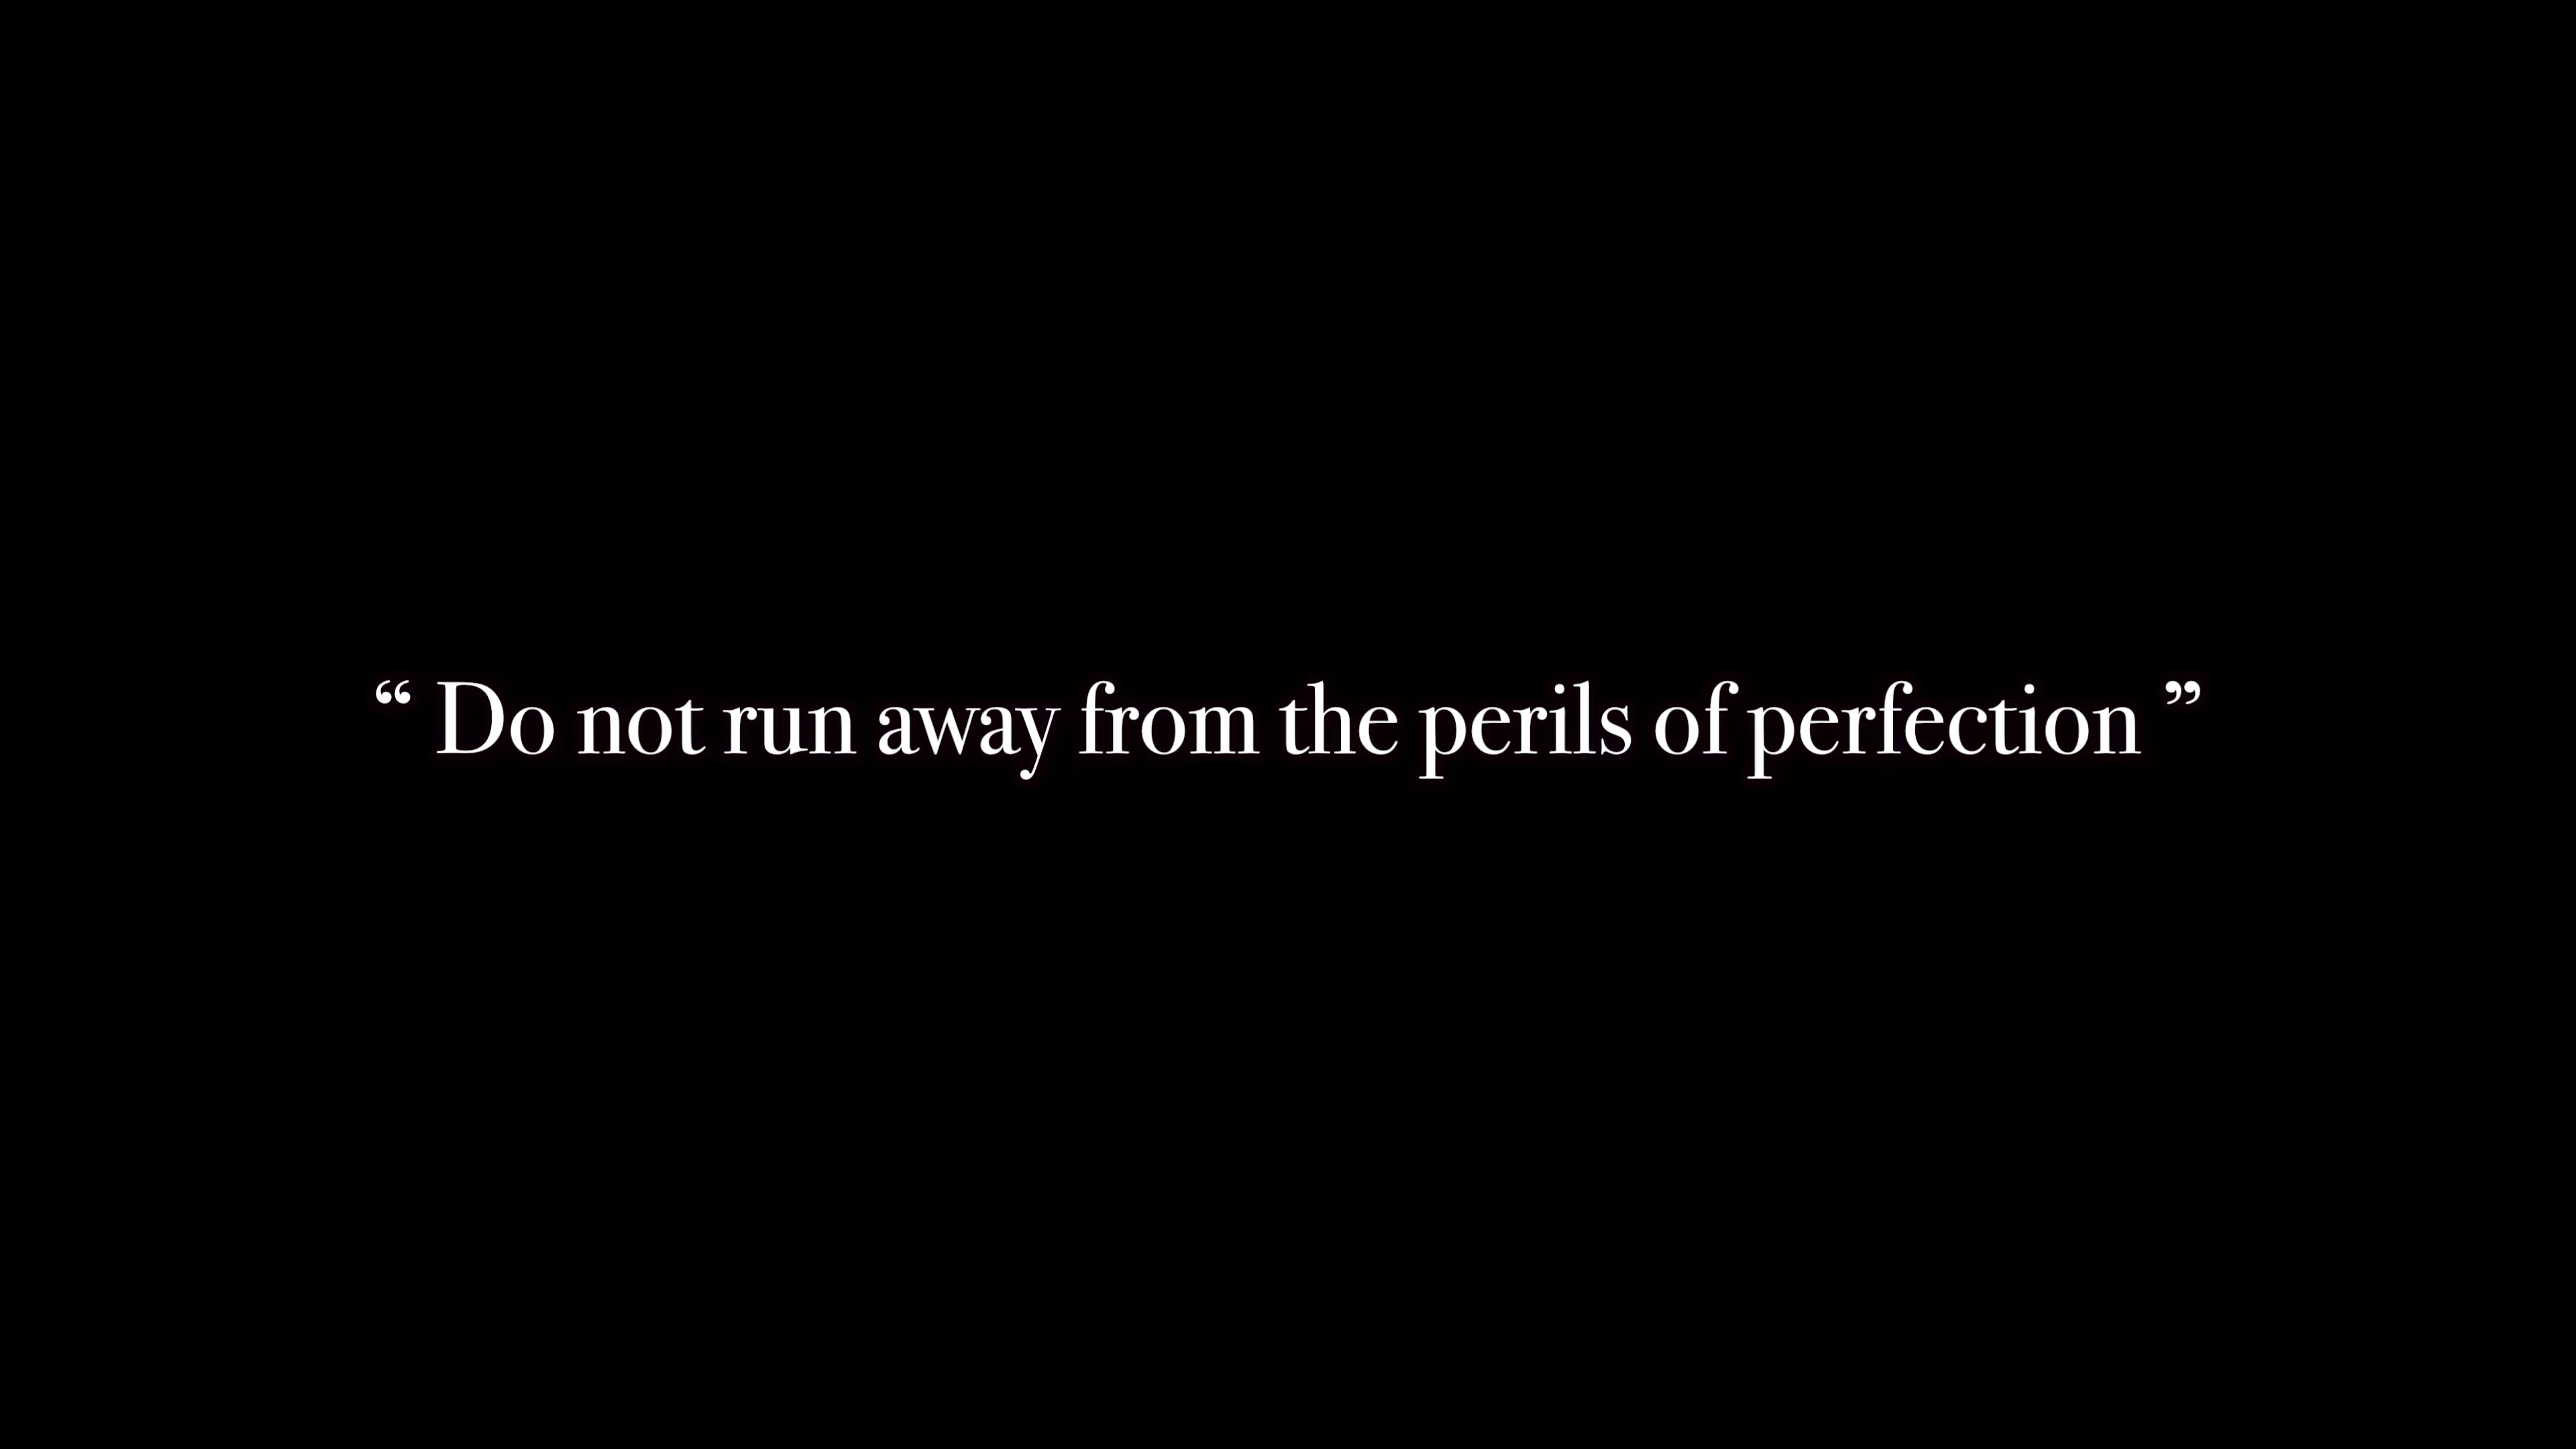 “ Do not run away from the perils of perfection ”